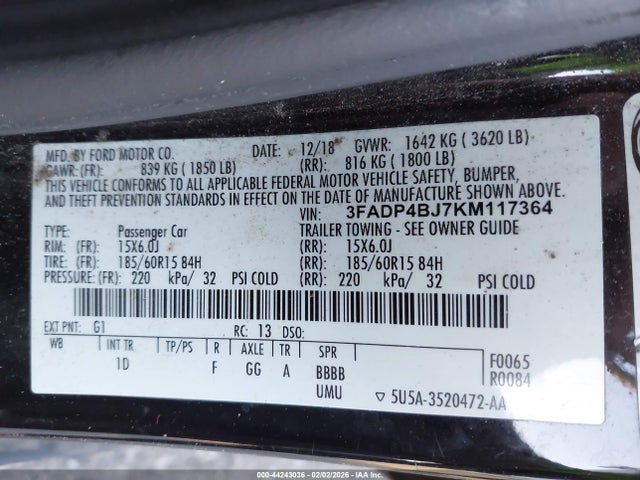 MFD. BY FORD MOTOR CO. DATE: 12/18 GVWR: 1642 KG ( 3620 LB)
GAWR: (FR): 839 KG ( 1850 LB) (RR): 816 KG ( 1800 LB)
THIS VEHICLE CONFORMS TO ALL APPLICABLE FEDERAL MOTOR VEHICLE SAFETY, BUMPER,
AND THEFT PREVENTION STANDARDS IN EFFECT ON THE DATE OF MANUFACTURE SHOWN ABOVE.
VIN: 3FADP4BJ7KM117364
TYPE: Passenger Car TRAILER TOWING - SEE OWNER GUIDE
RIM: (FR): 15X6.0J (RR): 15X6.0J
TIRE: (FR): 185/60R15 84H (RR): 185/60R15 84H
PRESSURE: (FR): 220 kPa/ 32 PSI COLD (RR): 220 kPa/ 32 PSI COLD
EXT PNT: G1 RC: 13 DSO:
WB INT TR TP/PS R AXLE TR SPR F0065
1D F GG A BBBB R0084
UMU ▽ 5U5A-3520472-AA
000-44243036 - 02/02/2026 - Copyright © IAA